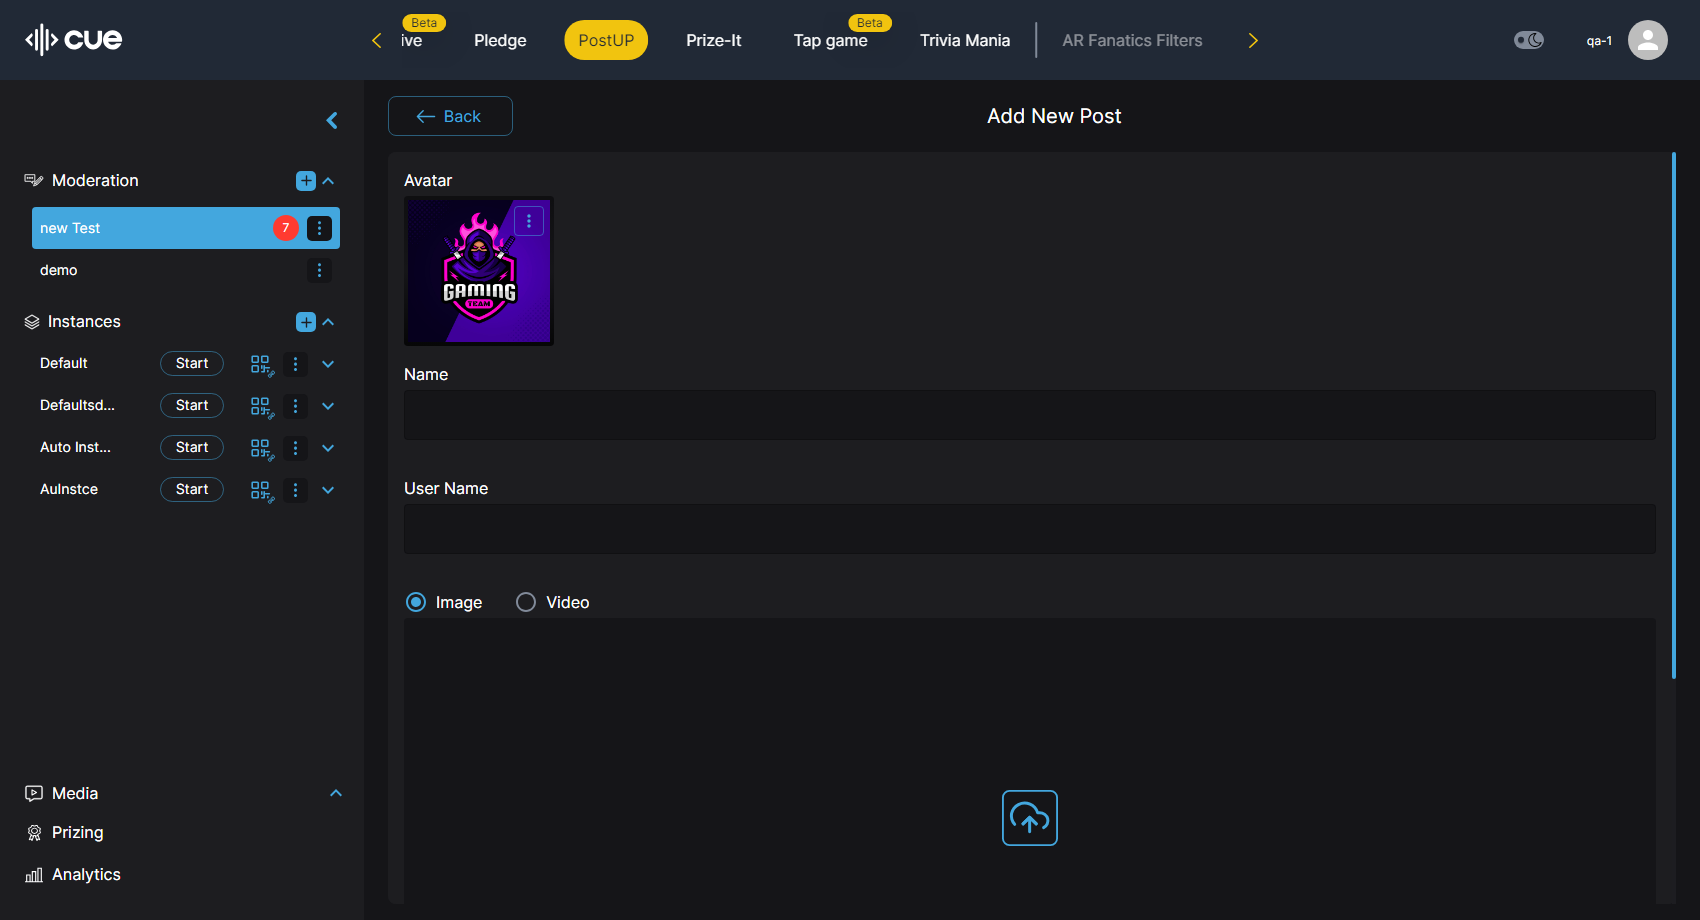 cue
Beta
Beta
ive
Pledge
PostUP
Prize-It
Tap game
Trivia Mania
AR Fanatics Filters
qa-1
Back
Add New Post
Moderation
new Test
7
demo
Instances
Default
Start
Defaultsd...
Start
Auto Inst...
Start
AuInstce
Start
Media
Prizing
Analytics
Avatar
GAMING
TEAM
Name
User Name
Image
Video